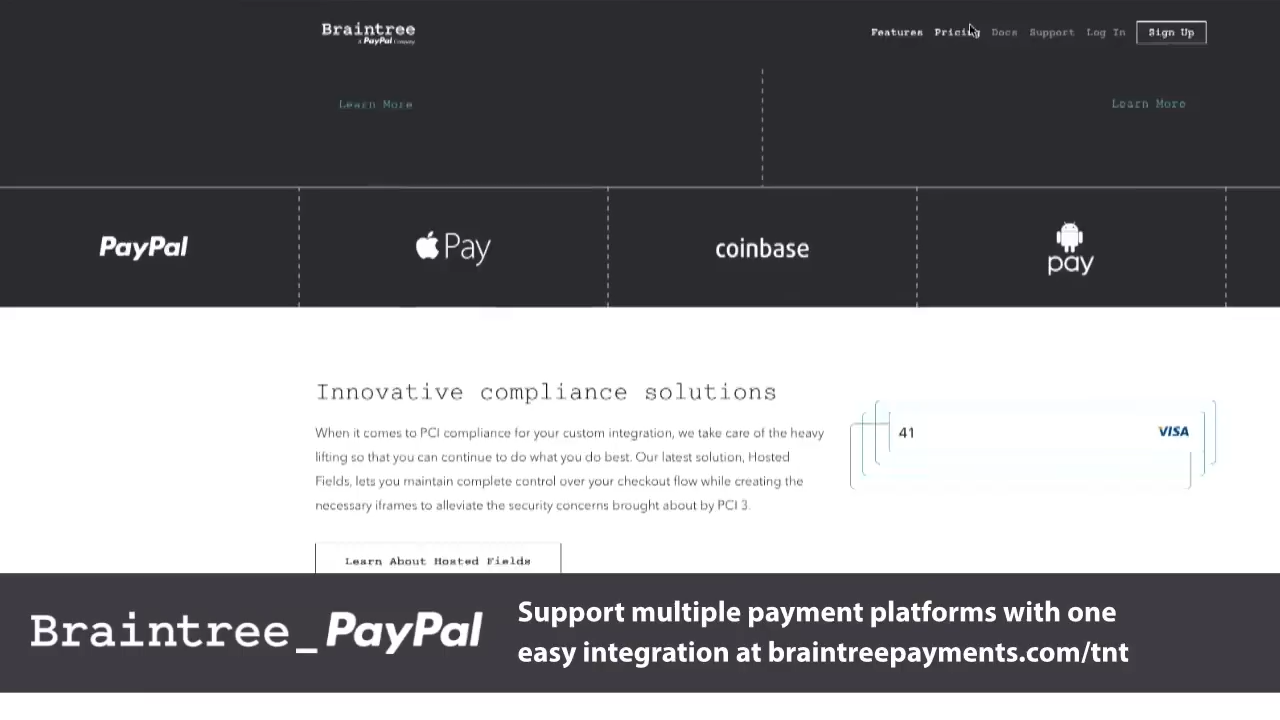 Braintree
a PayPal Company
Features Pricing Docs Support Log In Sign Up
Learn More
Learn More
PayPal
Pay
coinbase
pay
Innovative compliance solutions
When it comes to PCI compliance for your custom integration, we take care of the heavy
lifting so that you can continue to do what you do best. Our latest solution, Hosted
Fields, lets you maintain complete control over your checkout flow while creating the
necessary iframes to alleviate the security concerns brought about by PCI 3.
41
VISA
Learn About Hosted Fields
Braintree_PayPal
Support multiple payment platforms with one
easy integration at braintreepayments.com/tnt